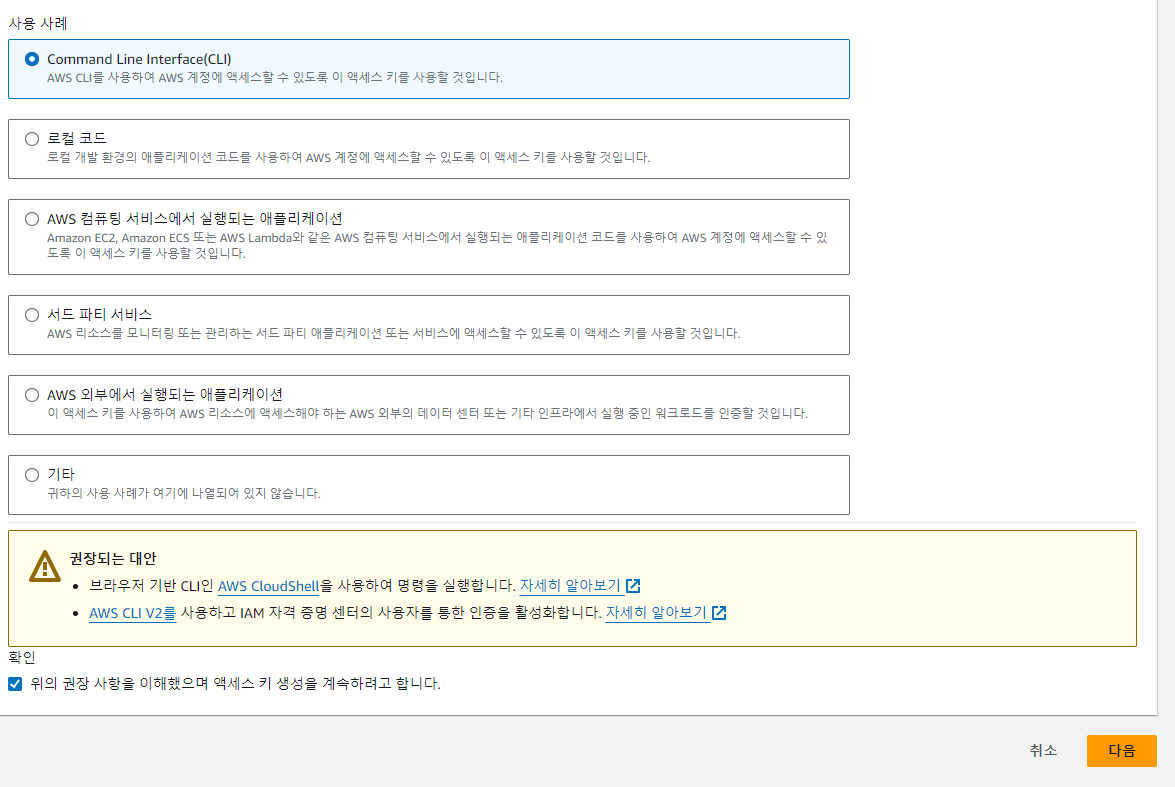 사용 사례
Command Line Interface(CLI)
AWS CLI를 사용하여 AWS 계정에 액세스할 수 있도록 이 액세스 키를 사용할 것입니다.
로컬 코드
로컬 개발 환경의 애플리케이션 코드를 사용하여 AWS 계정에 액세스할 수 있도록 이 액세스 키를 사용할 것입니다.
AWS 컴퓨팅 서비스에서 실행되는 애플리케이션
Amazon EC2, Amazon ECS 또는 AWS Lambda와 같은 AWS 컴퓨팅 서비스에서 실행되는 애플리케이션 코드를 사용하여 AWS 계정에 액세스할 수 있
도록 이 액세스 키를 사용할 것입니다.
서드 파티 서비스
AWS 리소스를 모니터링 또는 관리하는 서드 파티 애플리케이션 또는 서비스에 액세스할 수 있도록 이 액세스 키를 사용할 것입니다.
AWS 외부에서 실행되는 애플리케이션
이 액세스 키를 사용하여 AWS 리소스에 액세스해야 하는 AWS 외부의 데이터 센터 또는 기타 인프라에서 실행 중인 워크로드를 인증할 것입니다.
기타
귀하의 사용 사례가 여기에 나열되어 있지 않습니다.
권장되는 대안
• 브라우저 기반 CLI인 AWS CloudShell을 사용하여 명령을 실행합니다. 자세히 알아보기
• AWS CLI V2를 사용하고 IAM 자격 증명 센터의 사용자를 통한 인증을 활성화합니다. 자세히 알아보기
확인
위의 권장 사항을 이해했으며 액세스 키 생성을 계속하려고 합니다.
취소
다음